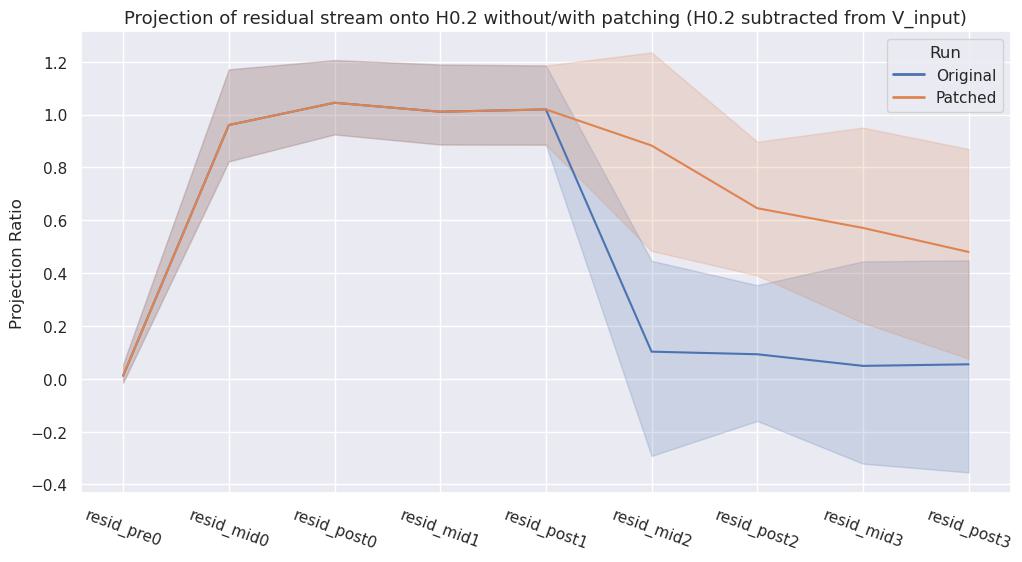 Projection of residual stream onto H0.2 without/with patching (H0.2 subtracted from V_input)
Run
Original
Patched
Projection Ratio
1.2
1.0
0.8
0.6
0.4
0.2
0.0
−0.2
−0.4
resid_pre0
resid_mid0
resid_post0
resid_mid1
resid_post1
resid_mid2
resid_post2
resid_mid3
resid_post3